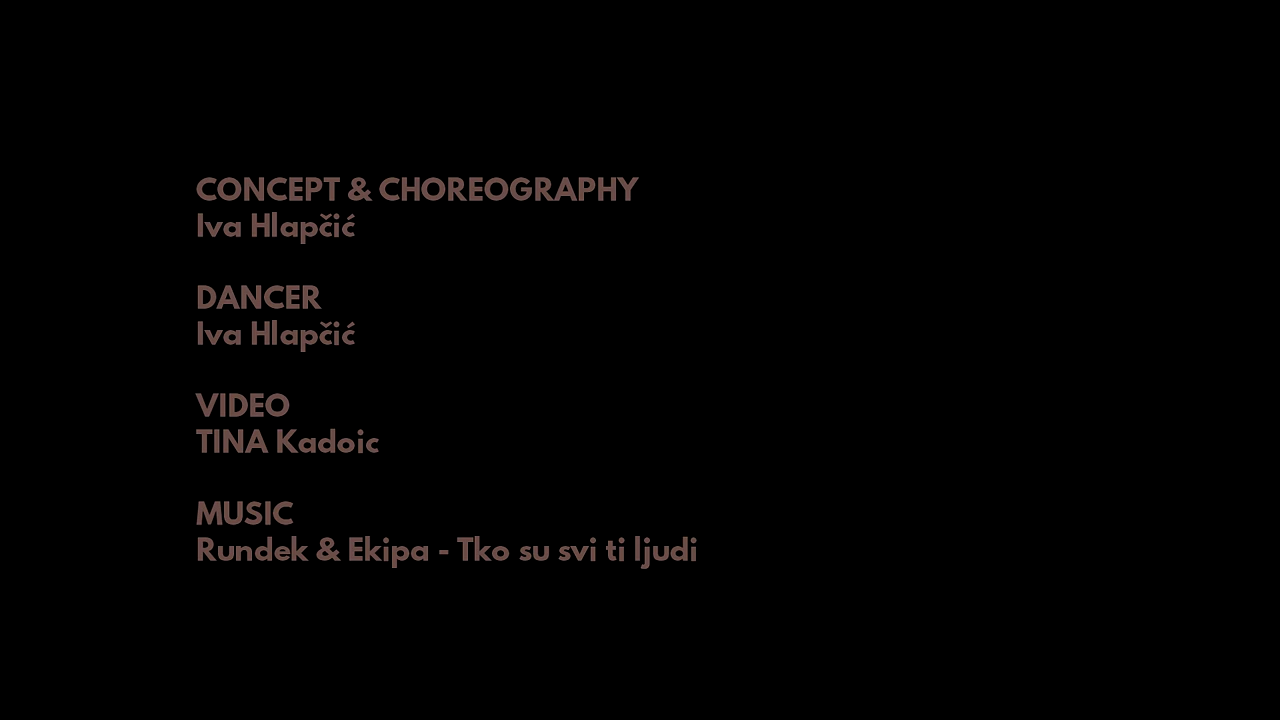 CONCEPT & CHOREOGRAPHY
Iva Hlapčić
DANCER
Iva Hlapčić
VIDEO
TINA Kadoic
MUSIC
Rundek & Ekipa - Tko su svi ti ljudi